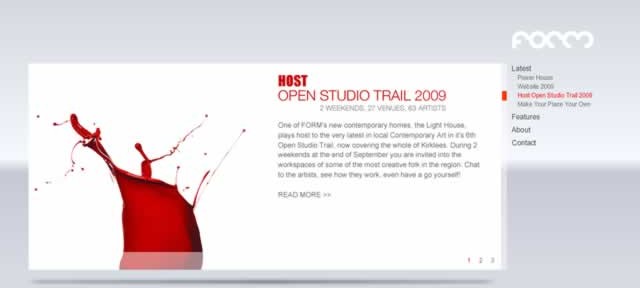 FORM
HOST
OPEN STUDIO TRAIL 2009
2 WEEKENDS, 27 VENUES, 63 ARTISTS
One of FORM's new contemporary homes, the Light House,
plays host to the very latest in local Contemporary Art in it's 6th
Open Studio Trail, now covering the whole of Kirklees. During 2
weekends at the end of September you are invited into the
workspaces of some of the most creative folk in the region. Chat
to the artists, see how they work, even have a go yourself!
READ MORE >>
1 2 3
Latest
Power House
Website 2009
Host Open Studio Trail 2009
Make Your Place Your Own
Features
About
Contact